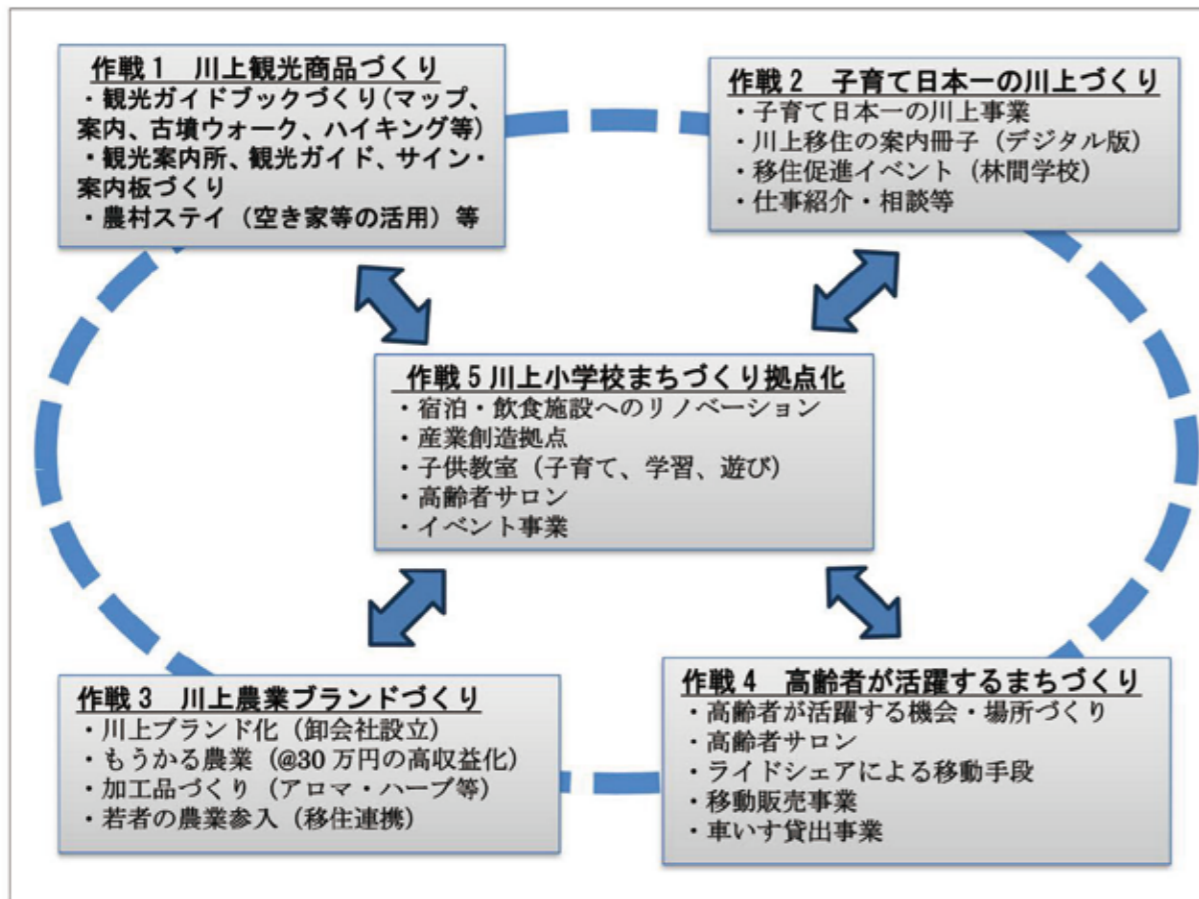 作戦1　川上観光商品づくり
・観光ガイドブックづくり(マップ、
案内、古墳ウォーク、ハイキング等)
・観光案内所、観光ガイド、サイン・
案内板づくり
・農村ステイ（空き家等の活用）等
作戦2　子育て日本一の川上づくり
・子育て日本一の川上事業
・川上移住の案内冊子（デジタル版）
・移住促進イベント（林間学校）
・仕事紹介・相談等
作戦5 川上小学校まちづくり拠点化
・宿泊・飲食施設へのリノベーション
・産業創造拠点
・子供教室（子育て、学習、遊び）
・高齢者サロン
・イベント事業
作戦3　川上農業ブランドづくり
・川上ブランド化（卸会社設立）
・もうかる農業（@30万円の高収益化）
・加工品づくり（アロマ・ハーブ等）
・若者の農業参入（移住連携）
作戦4　高齢者が活躍するまちづくり
・高齢者が活躍する機会・場所づくり
・高齢者サロン
・ライドシェアによる移動手段
・移動販売事業
・車いす貸出事業